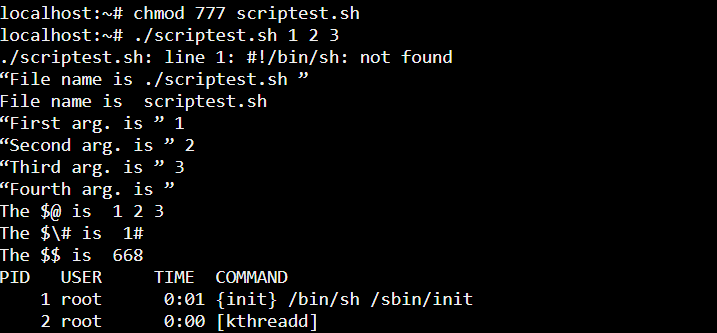 localhost:~# chmod 777 scriptest.sh
localhost:~# ./scriptest.sh 1 2 3
./scriptest.sh: line 1: #!/bin/sh: not found
“File name is ./scriptest.sh ”
File name is  scriptest.sh
“First arg. is ” 1
“Second arg. is ” 2
“Third arg. is ” 3
“Fourth arg. is ”
The $@ is  1 2 3
The $\# is  1#
The $$ is  668
PID   USER     TIME  COMMAND
    1 root      0:01 {init} /bin/sh /sbin/init
    2 root      0:00 [kthreadd]